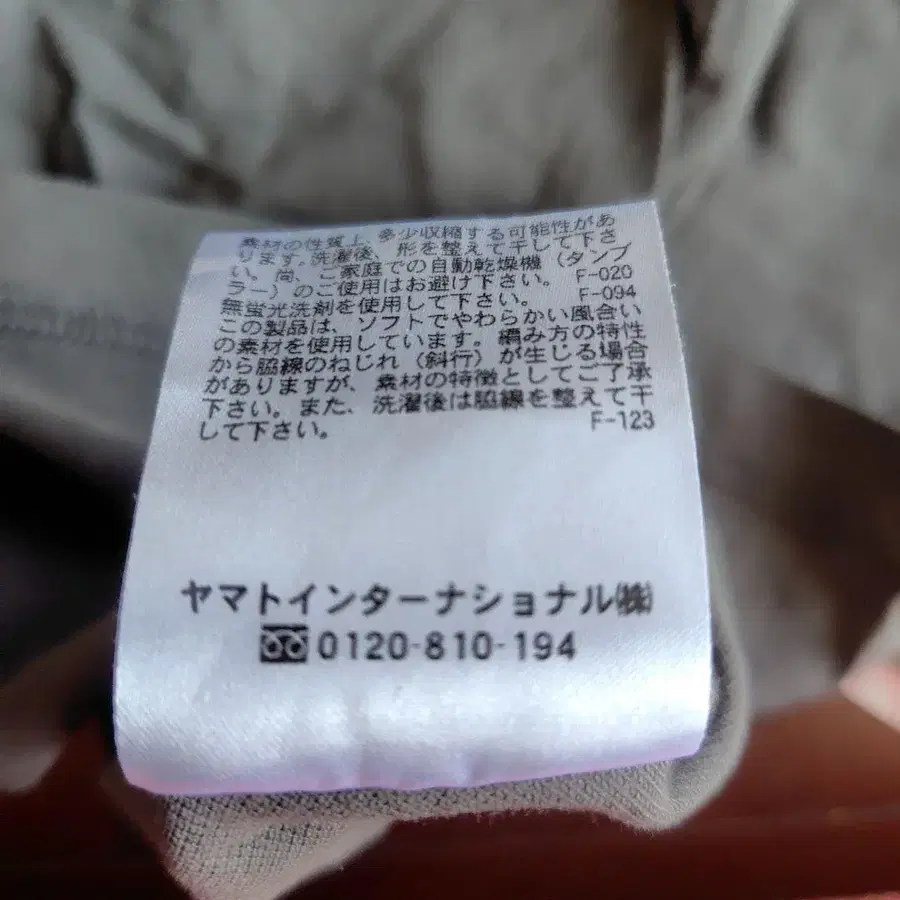 素材の性質上、多少収縮する可能性があ
ります。洗濯後、形を整えて干して下さ
い。尚、ご家庭での自動乾燥機（タンブ
ラー）のご使用はお避け下さい。 F-020
無蛍光洗剤を使用して下さい。 F-094
この製品は、ソフトでやわらかい風合い
の素材を使用しています。編み方の特性
から脇線のねじれ（斜行）が生じる場合
がありますが、素材の特徴としてご了承
下さい。また、洗濯後は脇線を整えて干
して下さい。 F-123
ヤマトインターナショナル㈱
0120-810-194